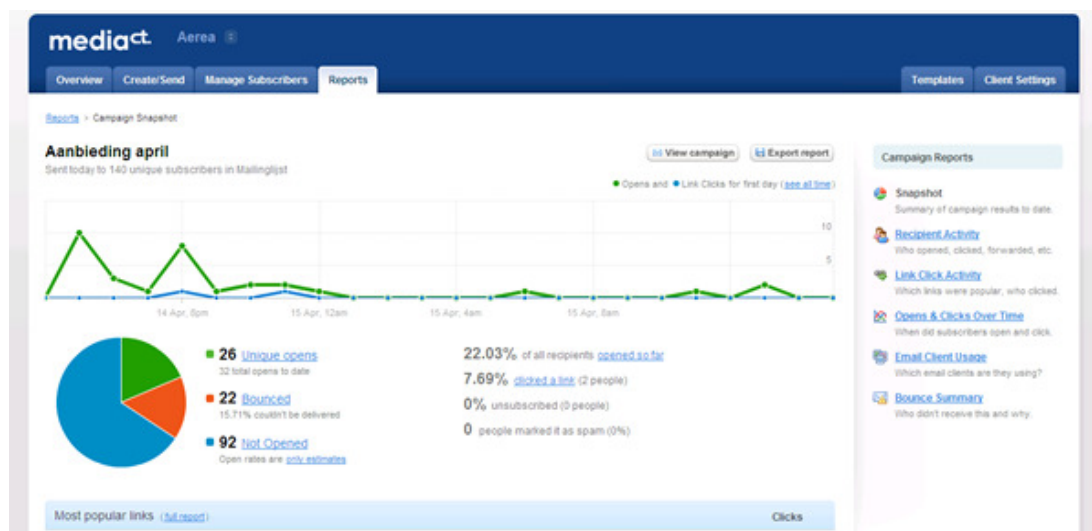 mediact. Aerea
Overview Create/Send Manage Subscribers Reports Templates Client Settings
Reports > Campaign Snapshot
Aanbieding april
Sent today to 140 unique subscribers in Mailinglijst
View campaign Export report
Opens and Link Clicks for first day (see all time)
10
5
14 Apr, 8pm 15 Apr, 12am 15 Apr, 4am 15 Apr, 8am
26 Unique opens
32 total opens to date
22 Bounced
15.71% couldn't be delivered
92 Not Opened
Open rates are only estimates
22.03% of all recipients opened so far
7.69% clicked a link (2 people)
0% unsubscribed (0 people)
0 people marked it as spam (0%)
Campaign Reports
Snapshot
Summary of campaign results to date.
Recipient Activity
Who opened, clicked, forwarded, etc.
Link Click Activity
Which links were popular, who clicked.
Opens & Clicks Over Time
When did subscribers open and click.
Email Client Usage
Which email clients are they using?
Bounce Summary
Who didn't receive this and why.
Most popular links (full report) Clicks